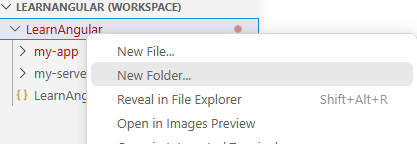 LEARNANGULAR (WORKSPACE)
LearnAngular
my-app
New File...
my-serve
New Folder...
{} LearnAn
Reveal in File Explorer Shift+Alt+R
Open in Images Preview